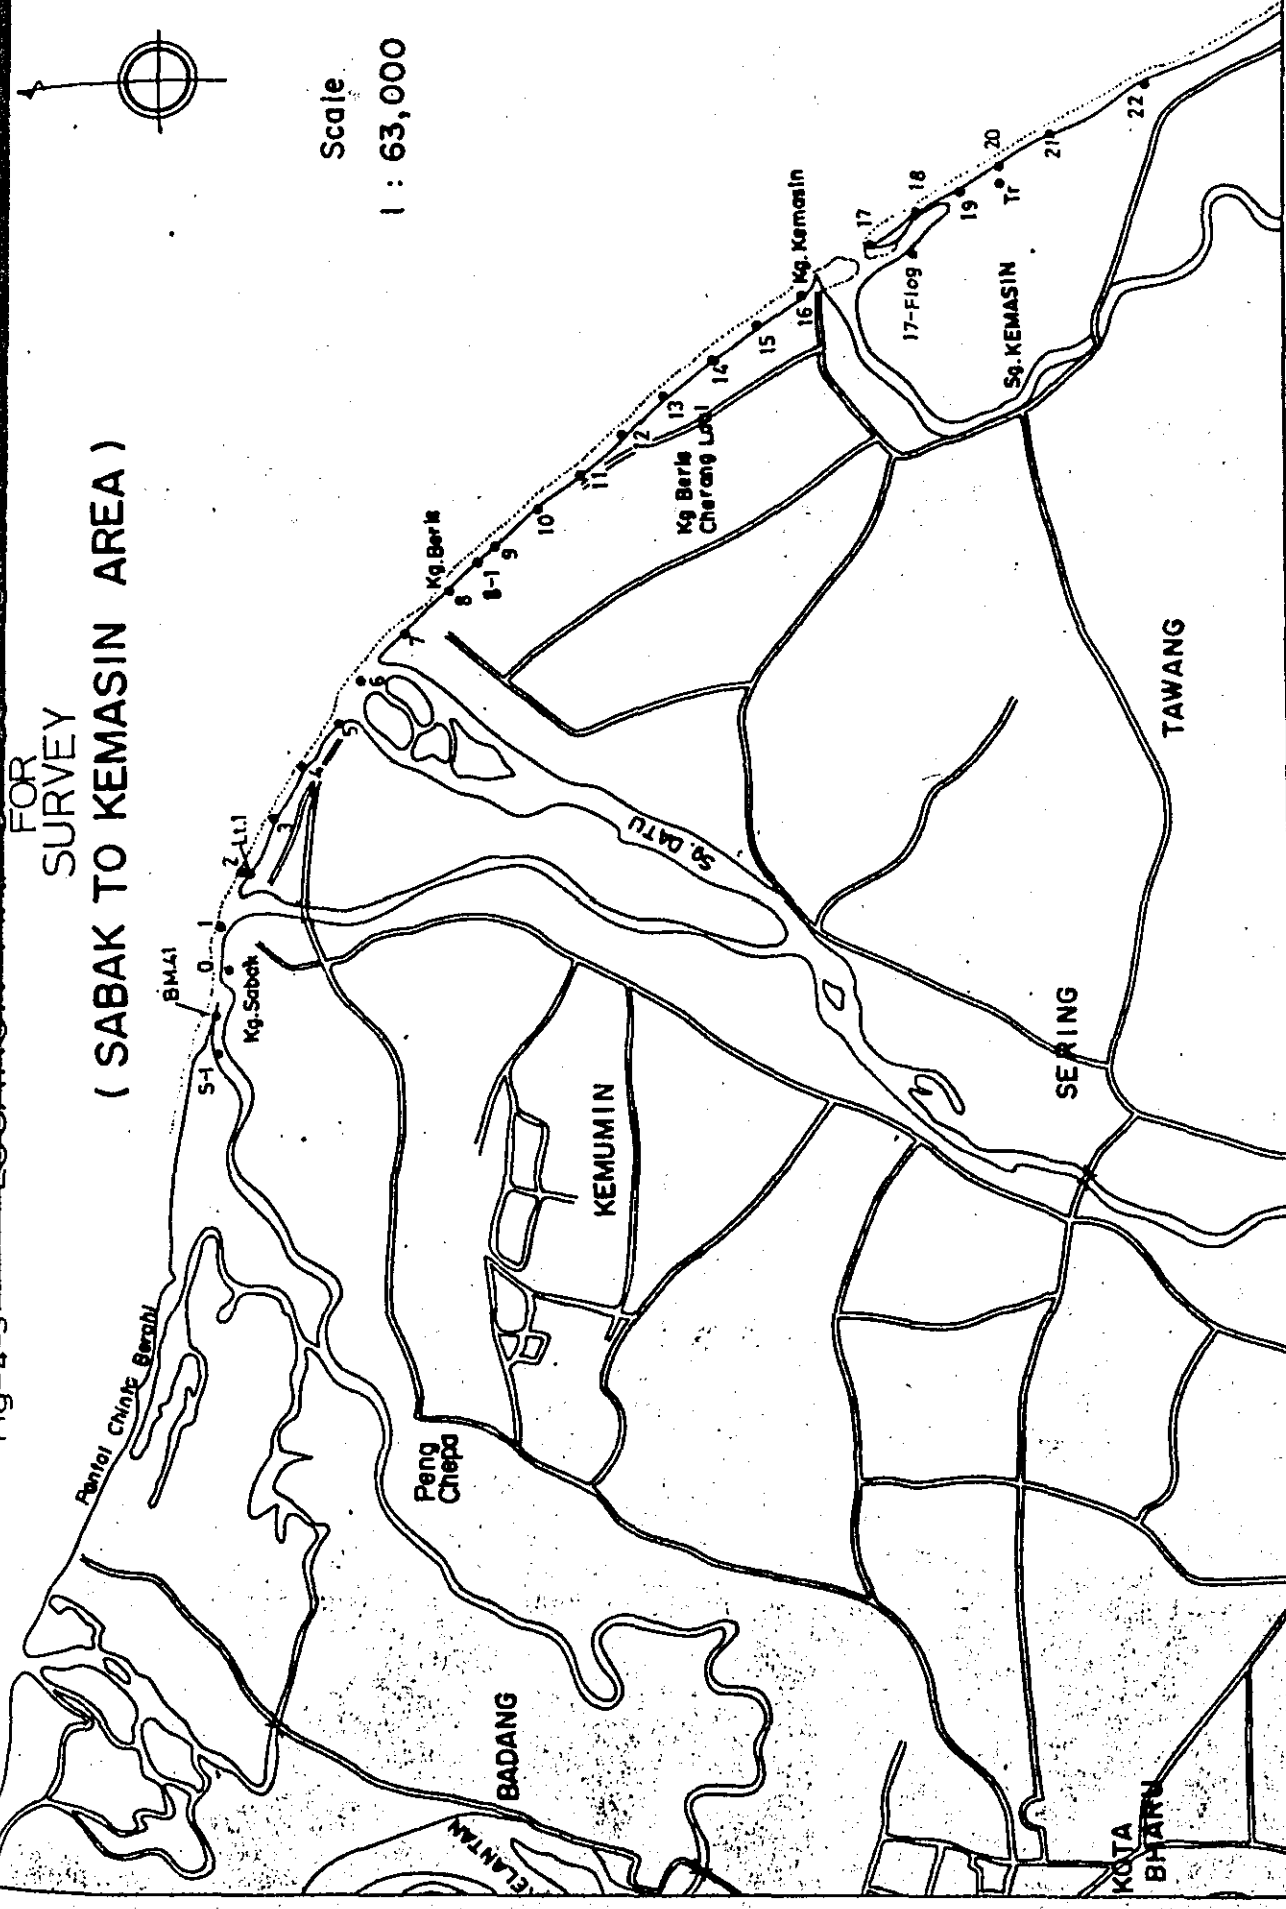 FOR
SURVEY
( SABAK TO KEMASIN AREA )
Scale
1 : 63,000
Pantai Chinta Berahi
S-1
BM.41
0
Kg.Sabak
1
2
Lt.1
3
4
5
6
7
Kg.Beris
8
B-1
9
10
11
12
13
Kg Beris
Cherang Laal
14
15
16
Kg.Kemasin
17
17-Flog
18
19
20
Tr
21
22
Sg.KEMASIN
Sg. DATU
TAWANG
SERING
KEMUMIN
Peng
Chepa
BADANG
KELANTAN
KOTA
BHARU